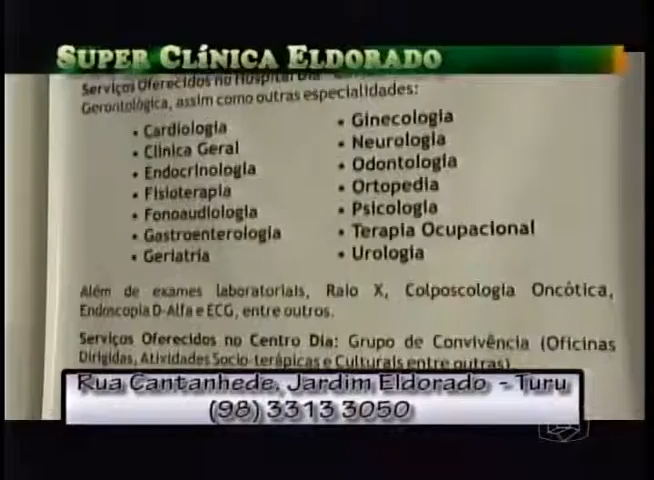 SUPER CLÍNICA ELDORADO
Serviços Oferecidos no Hospital Dia
Gerontológica, assim como outras especialidades:
• Cardiologia
• Clínica Geral
• Endocrinologia
• Fisioterapia
• Fonoaudiologia
• Gastroenterologia
• Geriatria
• Ginecologia
• Neurologia
• Odontologia
• Ortopedia
• Psicologia
• Terapia Ocupacional
• Urologia
Além de exames laboratoriais, Raio X, Colposcologia Oncótica,
Endoscopia D-Alfa e ECG, entre outros.
Serviços Oferecidos no Centro Dia: Grupo de Convivência (Oficinas
Dirigidas, Atividades Socio-terápicas e Culturais entre outras)
Rua Cantanhede, Jardim Eldorado - Turu
(98) 3313 3050